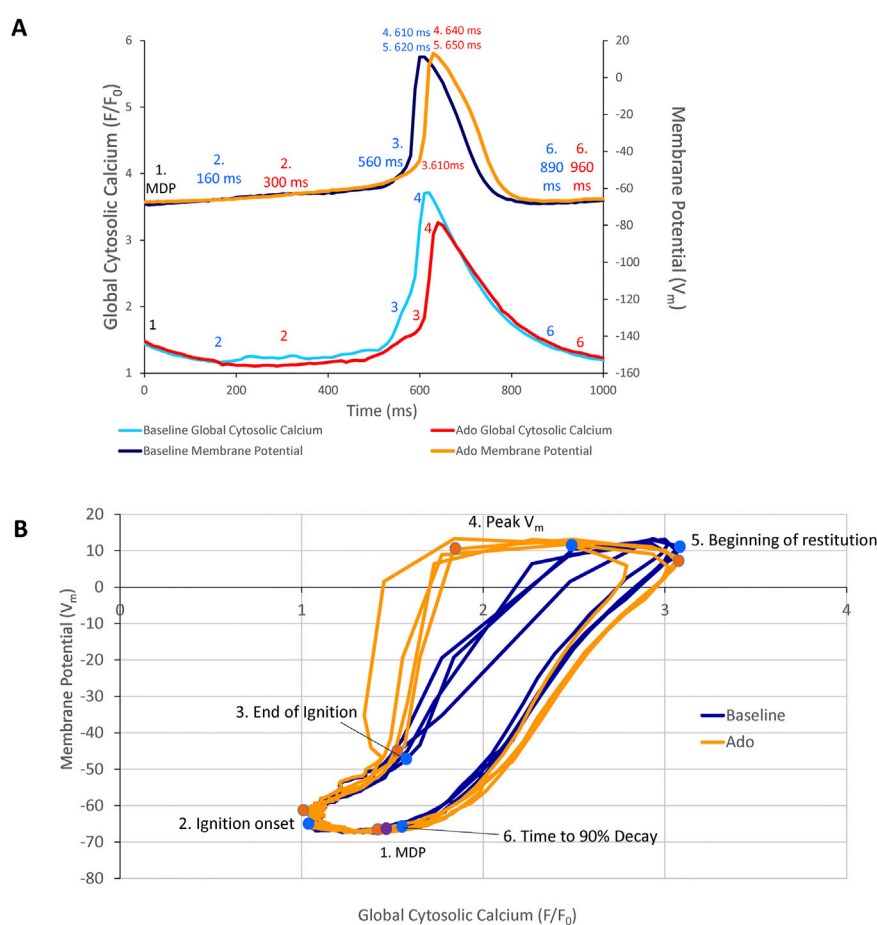 A
4. 610 ms
5. 620 ms
4. 640 ms
5. 650 ms
6
5
4
3
2
1
20
0
-20
-40
-60
-80
-100
-120
-140
-160
Global Cytosolic Calcium (F/F0)
Membrane Potential (Vm)
1.
MDP
2.
160 ms
2.
300 ms
3.
560 ms
3.610ms
6.
890
ms
6.
960
ms
4
4
3
3
1
2
2
6
6
0
200
400
600
800
1000
Time (ms)
Baseline Global Cytosolic Calcium
Ado Global Cytosolic Calcium
Baseline Membrane Potential
Ado Membrane Potential
B
20
10
0
-10
-20
-30
-40
-50
-60
-70
-80
Membrane Potential (Vm)
4. Peak Vm
5. Beginning of restitution
0
1
2
3
4
3. End of Ignition
Baseline
Ado
2. Ignition onset
6. Time to 90% Decay
1. MDP
Global Cytosolic Calcium (F/F0)